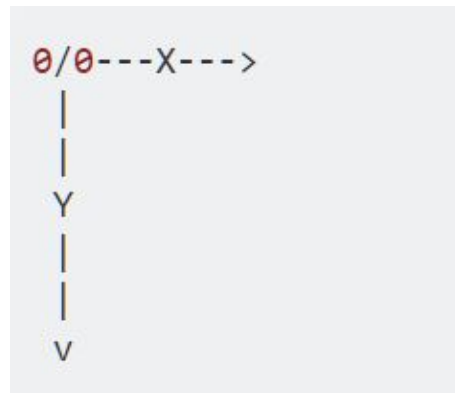 0/0---X--->
|
|
Y
|
|
v